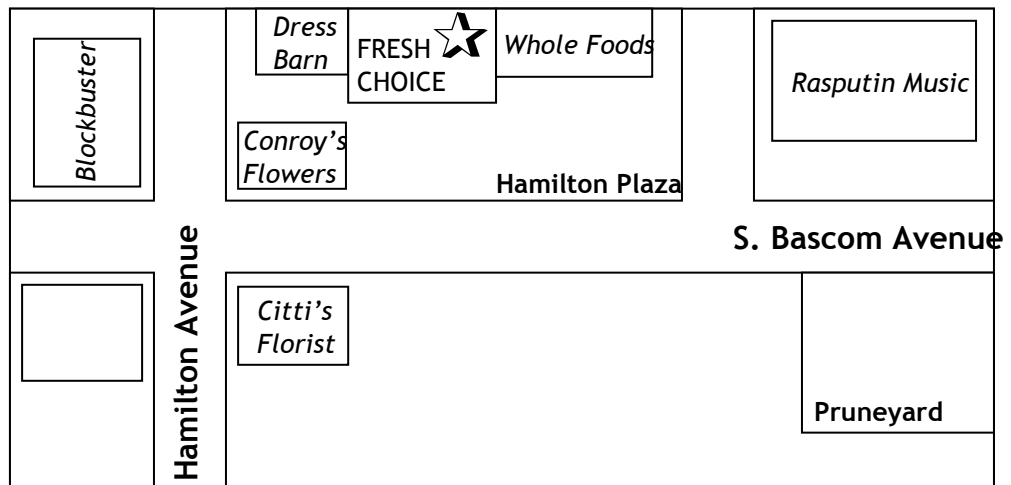 Blockbuster
Dress
Barn
FRESH
CHOICE
Whole Foods
Rasputin Music
Conroy's
Flowers
Hamilton Plaza
S. Bascom Avenue
Hamilton Avenue
Citti's
Florist
Pruneyard